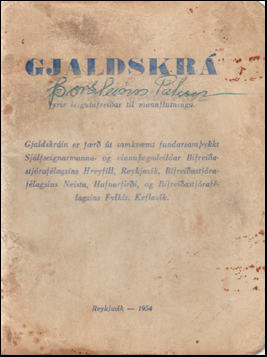 GJALDSKRÁ
fyrir leigubifreiðar til mannflutninga.
Gjaldskráin er færð út samkvæmt fundarsamþykkt
Sjálfseignarmanna- og vinnuþegadeildar Bifreiða-
stjórafélagsins Hreyfill, Reykjavík, Bifreiðastjóra-
félagsins Neista, Hafnarfirði, og Bifreiðastjórafé-
lagsins Fylkis, Keflavík.
Reykjavík — 1954